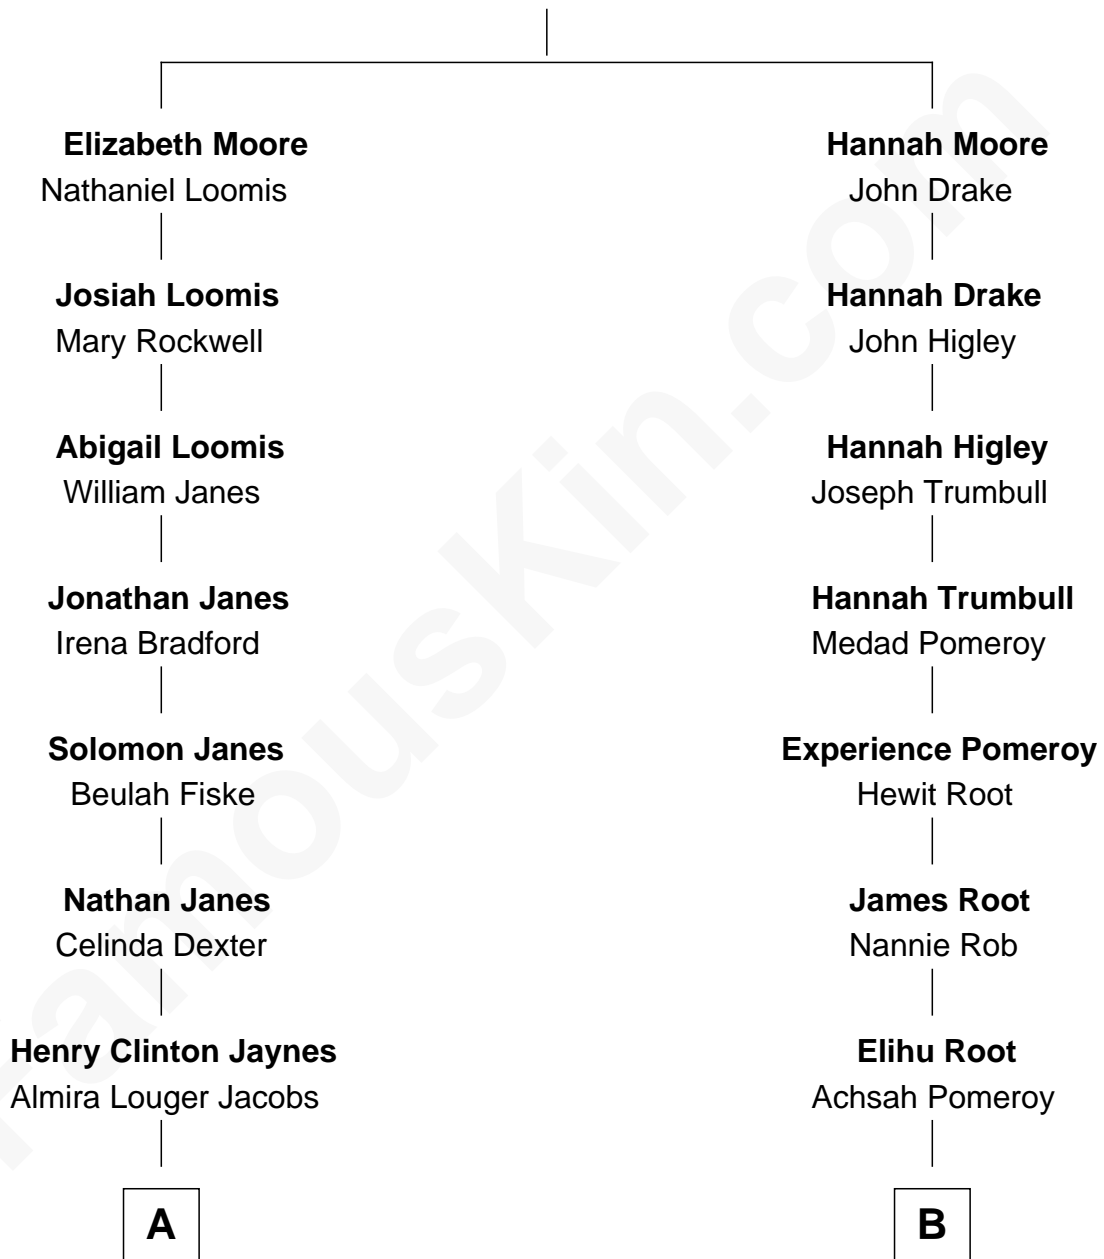 Elizabeth Moore
Nathaniel Loomis
Hannah Moore
John Drake
Josiah Loomis
Mary Rockwell
Hannah Drake
John Higley
Abigail Loomis
William Janes
Hannah Higley
Joseph Trumbull
Jonathan Janes
Irena Bradford
Hannah Trumbull
Medad Pomeroy
Solomon Janes
Beulah Fiske
Experience Pomeroy
Hewit Root
Nathan Janes
Celinda Dexter
James Root
Nannie Rob
Henry Clinton Jaynes
Almira Louger Jacobs
Elihu Root
Achsah Pomeroy
A
B
FamousKin.com